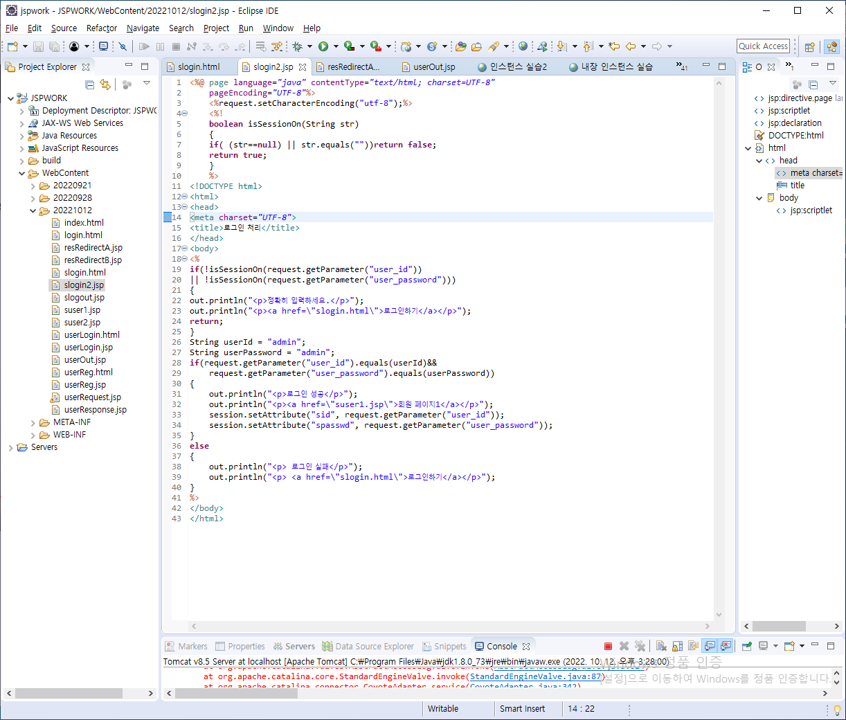 jspwork - JSPWORK/WebContent/20221012/slogin2.jsp - Eclipse IDE
File Edit Source Refactor Navigate Search Project Run Window Help
Quick Access
Project Explorer
JSPWORK
Deployment Descriptor: JSPWO
JAX-WS Web Services
Java Resources
JavaScript Resources
build
WebContent
20220921
20220928
20221012
index.html
login.html
resRedirectA.jsp
resRedirectB.jsp
slogin.html
slogin2.jsp
slogout.jsp
suser1.jsp
suser2.jsp
userLogin.html
userLogin.jsp
userOut.jsp
userReg.html
userReg.jsp
userRequest.jsp
userResponse.jsp
META-INF
WEB-INF
Servers
slogin.html slogin2.jsp resRedirectA... userOut.jsp 인스턴스 실습2 내장 인스턴스 실습 »41
1 <%@ page language="java" contentType="text/html; charset=UTF-8"
2 pageEncoding="UTF-8"%>
3 <%request.setCharacterEncoding("utf-8");%>
4 <%!
5 boolean isSessionOn(String str)
6 {
7 if( (str==null) || str.equals(""))return false;
8 return true;
9 }
10 %>
11 <!DOCTYPE html>
12 <html>
13 <head>
14 <meta charset="UTF-8">
15 <title>로그인 처리</title>
16 </head>
17 <body>
18 <%
19 if(!isSessionOn(request.getParameter("user_id"))
20 || !isSessionOn(request.getParameter("user_password")))
21 {
22 out.println("<p>정확히 입력하세요.</p>");
23 out.println("<p><a href=\"slogin.html\">로그인하기</a></p>");
24 return;
25 }
26 String userId = "admin";
27 String userPassword = "admin";
28 if(request.getParameter("user_id").equals(userId)&&
29 request.getParameter("user_password").equals(userPassword))
30 {
31 out.println("<p>로그인 성공</p>");
32 out.println("<p><a href=\"suser1.jsp\">회원 페이지1</a></p>");
33 session.setAttribute("sid", request.getParameter("user_id"));
34 session.setAttribute("spasswd", request.getParameter("user_password"));
35 }
36 else
37 {
38 out.println("<p> 로그인 실패</p>");
39 out.println("<p> <a href=\"slogin.html\">로그인하기</a></p>");
40 }
41 %>
42 </body>
43 </html>
O »1
jsp:directive.page lan
jsp:scriptlet
jsp:declaration
DOCTYPE:html
html
head
meta charset=
title
body
jsp:scriptlet
Markers Properties Servers Data Source Explorer Snippets Console
Tomcat v8.5 Server at localhost [Apache Tomcat] C:₩Program Files₩Java₩jdk1.8.0_73₩jre₩bin₩javaw.exe (2022. 10. 12. 오후 3:28:00)
정품 인증
at org.apache.catalina.core.StandardEngineValve.invoke(StandardEngineValve.java:87)
[설정]으로 이동하여 Windows를 정품 인증합니다.
at org.apache.catalina.connector.CoyoteAdapter.service(CoyoteAdapter.java:342)
Writable Smart Insert 14 : 22